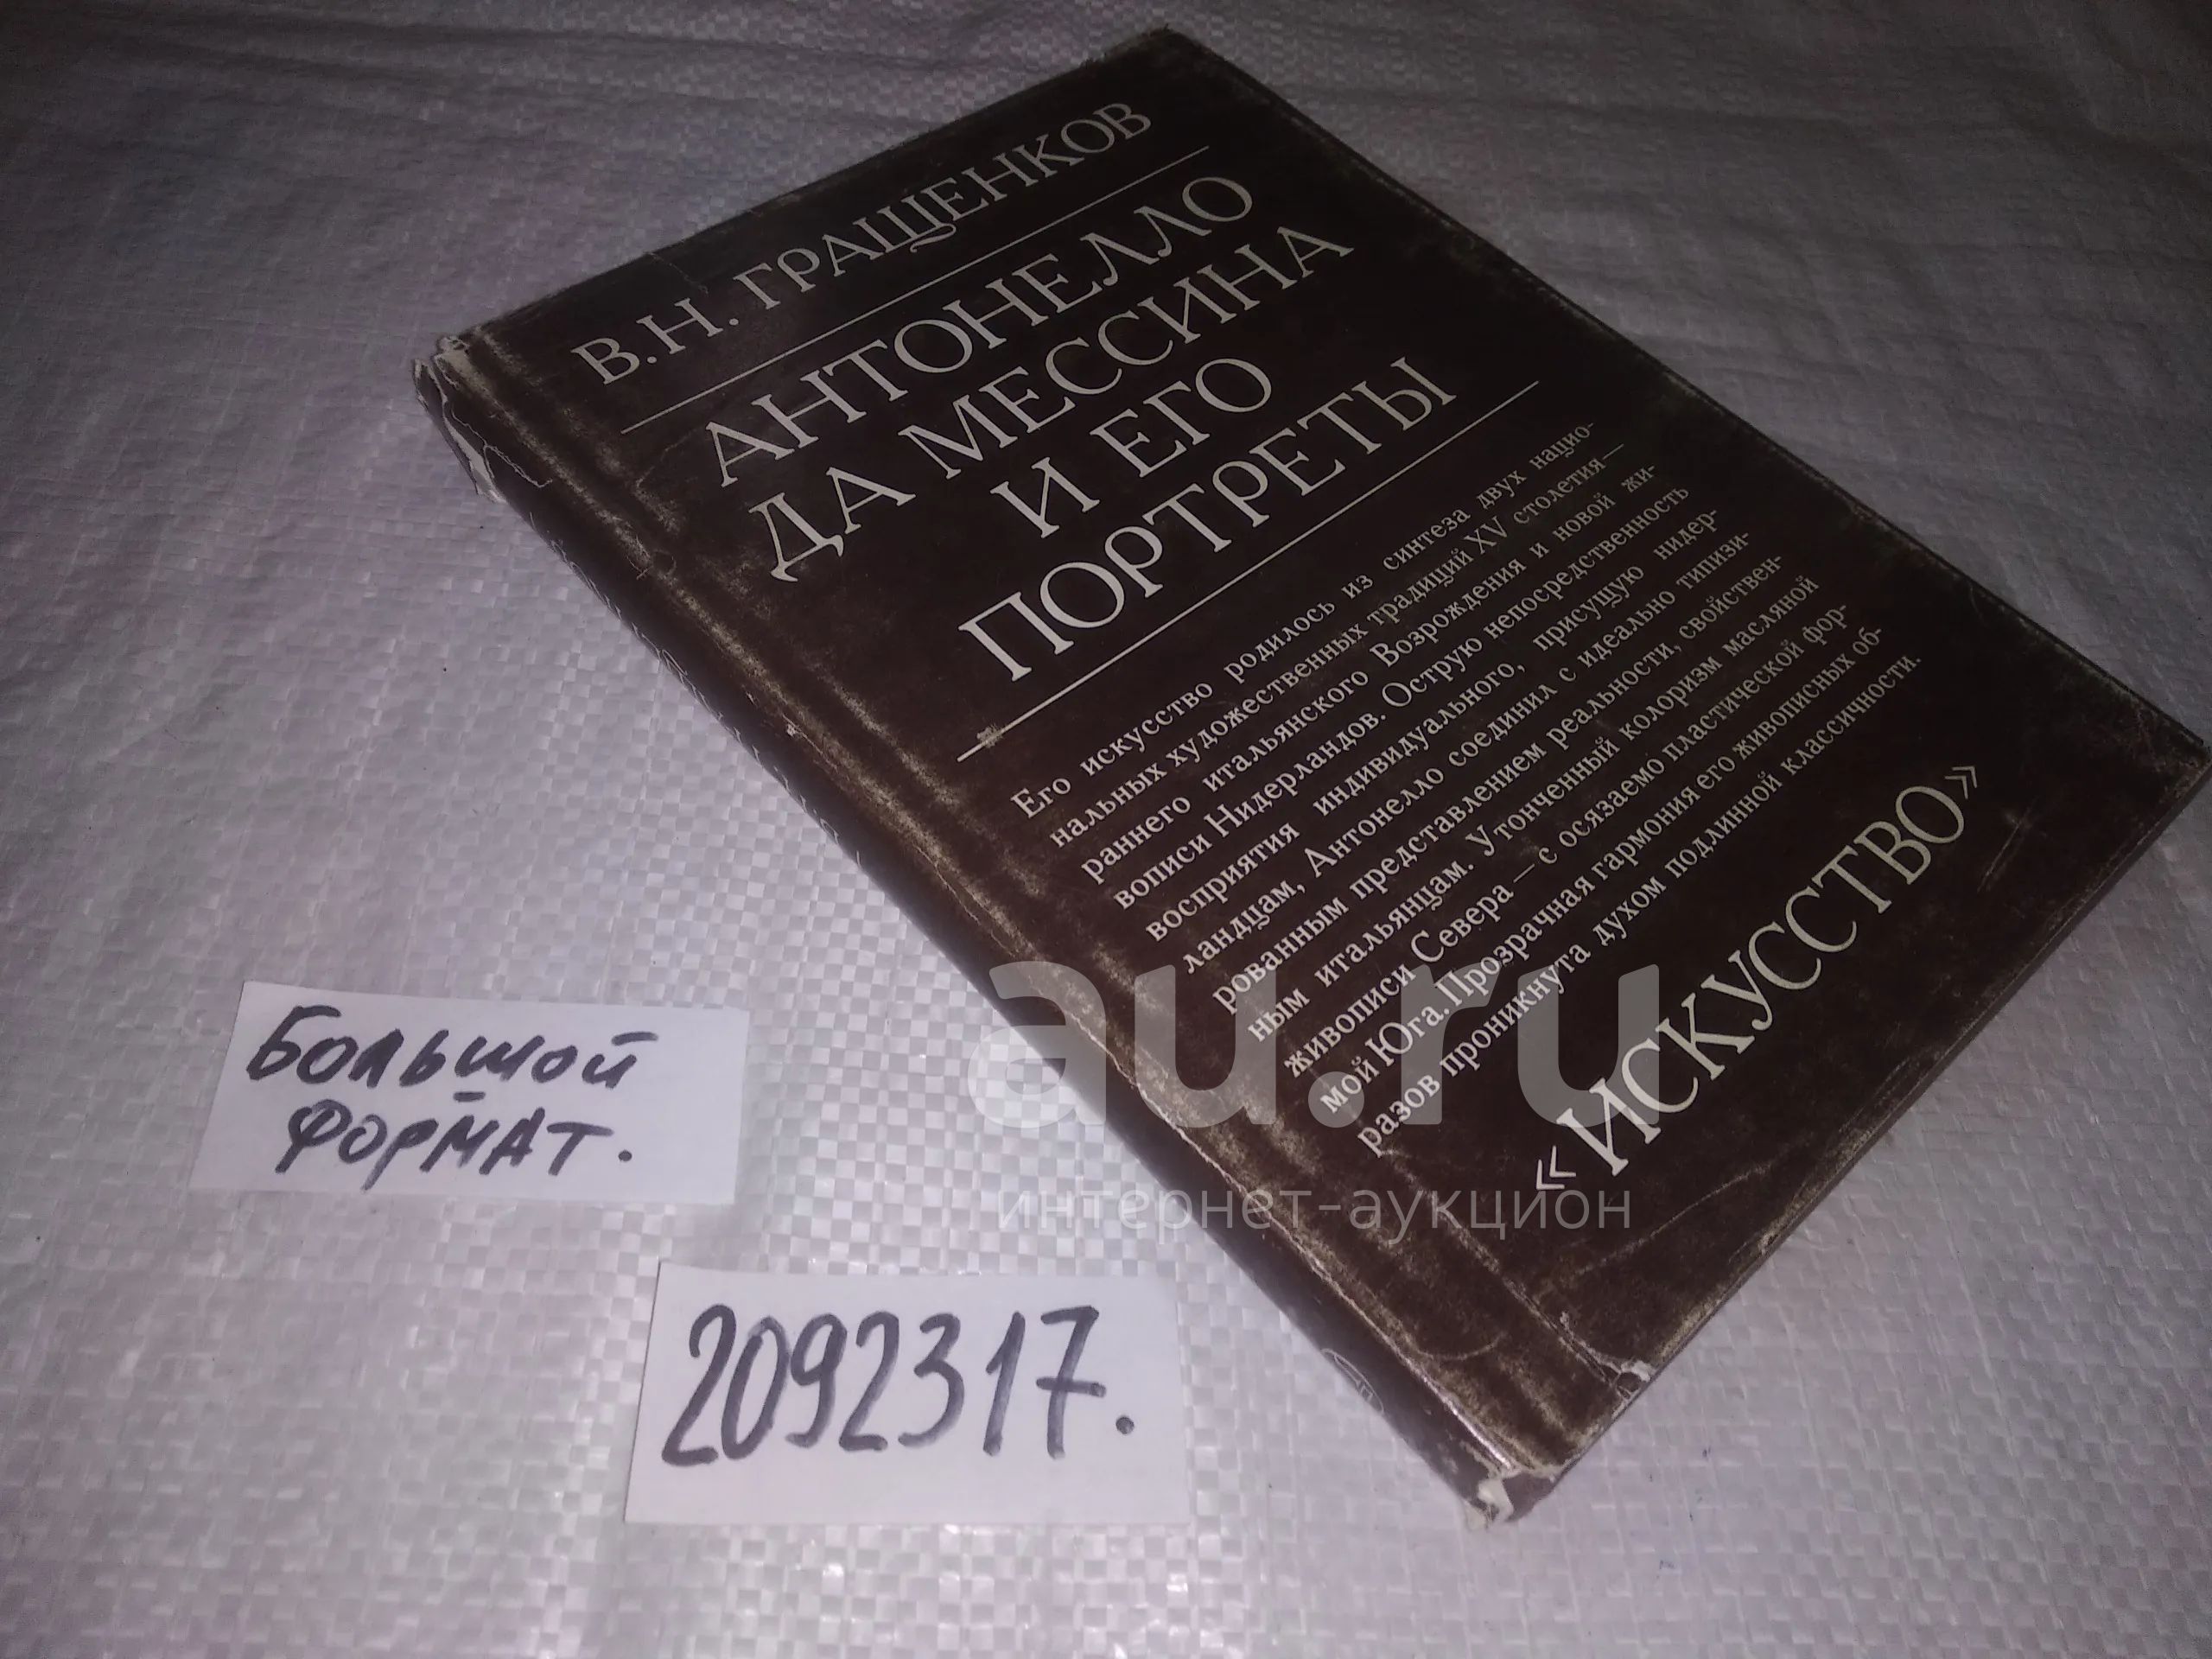 В.Н. ГРАЩЕНКОВ
АНТОНЕЛЛО
ДА МЕССИНА
И ЕГО
ПОРТРЕТЫ
Его искусство родилось из синтеза двух нацио-
нальных художественных традиций XV столетия —
раннего итальянского Возрождения и новой жи-
вописи Нидерландов. Острую непосредственность
восприятия индивидуального, присущую нидер-
ландцам, Антонелло соединил с идеально типизи-
рованным представлением реальности, свойствен-
ным итальянцам. Утонченный колоризм масляной
живописи Севера — с осязаемо пластической фор-
мой Юга. Прозрачная гармония его живописных об-
разов проникнута духом подлинной классичности.
«ИСКУССТВО»
au.ru
интернет-аукцион
БОЛЬШОЙ
ФОРМАТ.
2092317.